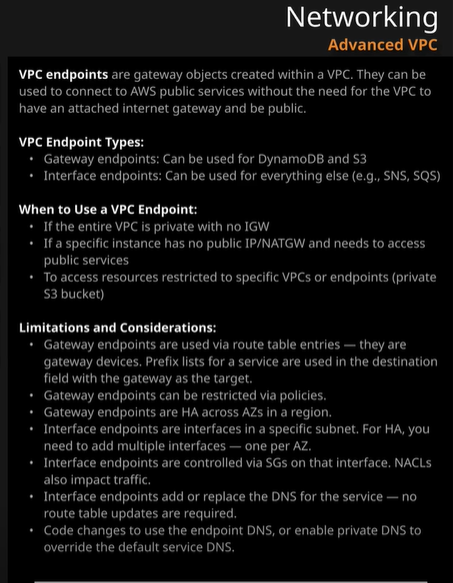 Networking
Advanced VPC
VPC endpoints are gateway objects created within a VPC. They can be
used to connect to AWS public services without the need for the VPC to
have an attached internet gateway and be public.
VPC Endpoint Types:
• Gateway endpoints: Can be used for DynamoDB and S3
• Interface endpoints: Can be used for everything else (e.g., SNS, SQS)
When to Use a VPC Endpoint:
• If the entire VPC is private with no IGW
• If a specific instance has no public IP/NATGW and needs to access
public services
• To access resources restricted to specific VPCs or endpoints (private
S3 bucket)
Limitations and Considerations:
• Gateway endpoints are used via route table entries — they are
gateway devices. Prefix lists for a service are used in the destination
field with the gateway as the target.
• Gateway endpoints can be restricted via policies.
• Gateway endpoints are HA across AZs in a region.
• Interface endpoints are interfaces in a specific subnet. For HA, you
need to add multiple interfaces — one per AZ.
• Interface endpoints are controlled via SGs on that interface. NACLs
also impact traffic.
• Interface endpoints add or replace the DNS for the service — no
route table updates are required.
• Code changes to use the endpoint DNS, or enable private DNS to
override the default service DNS.